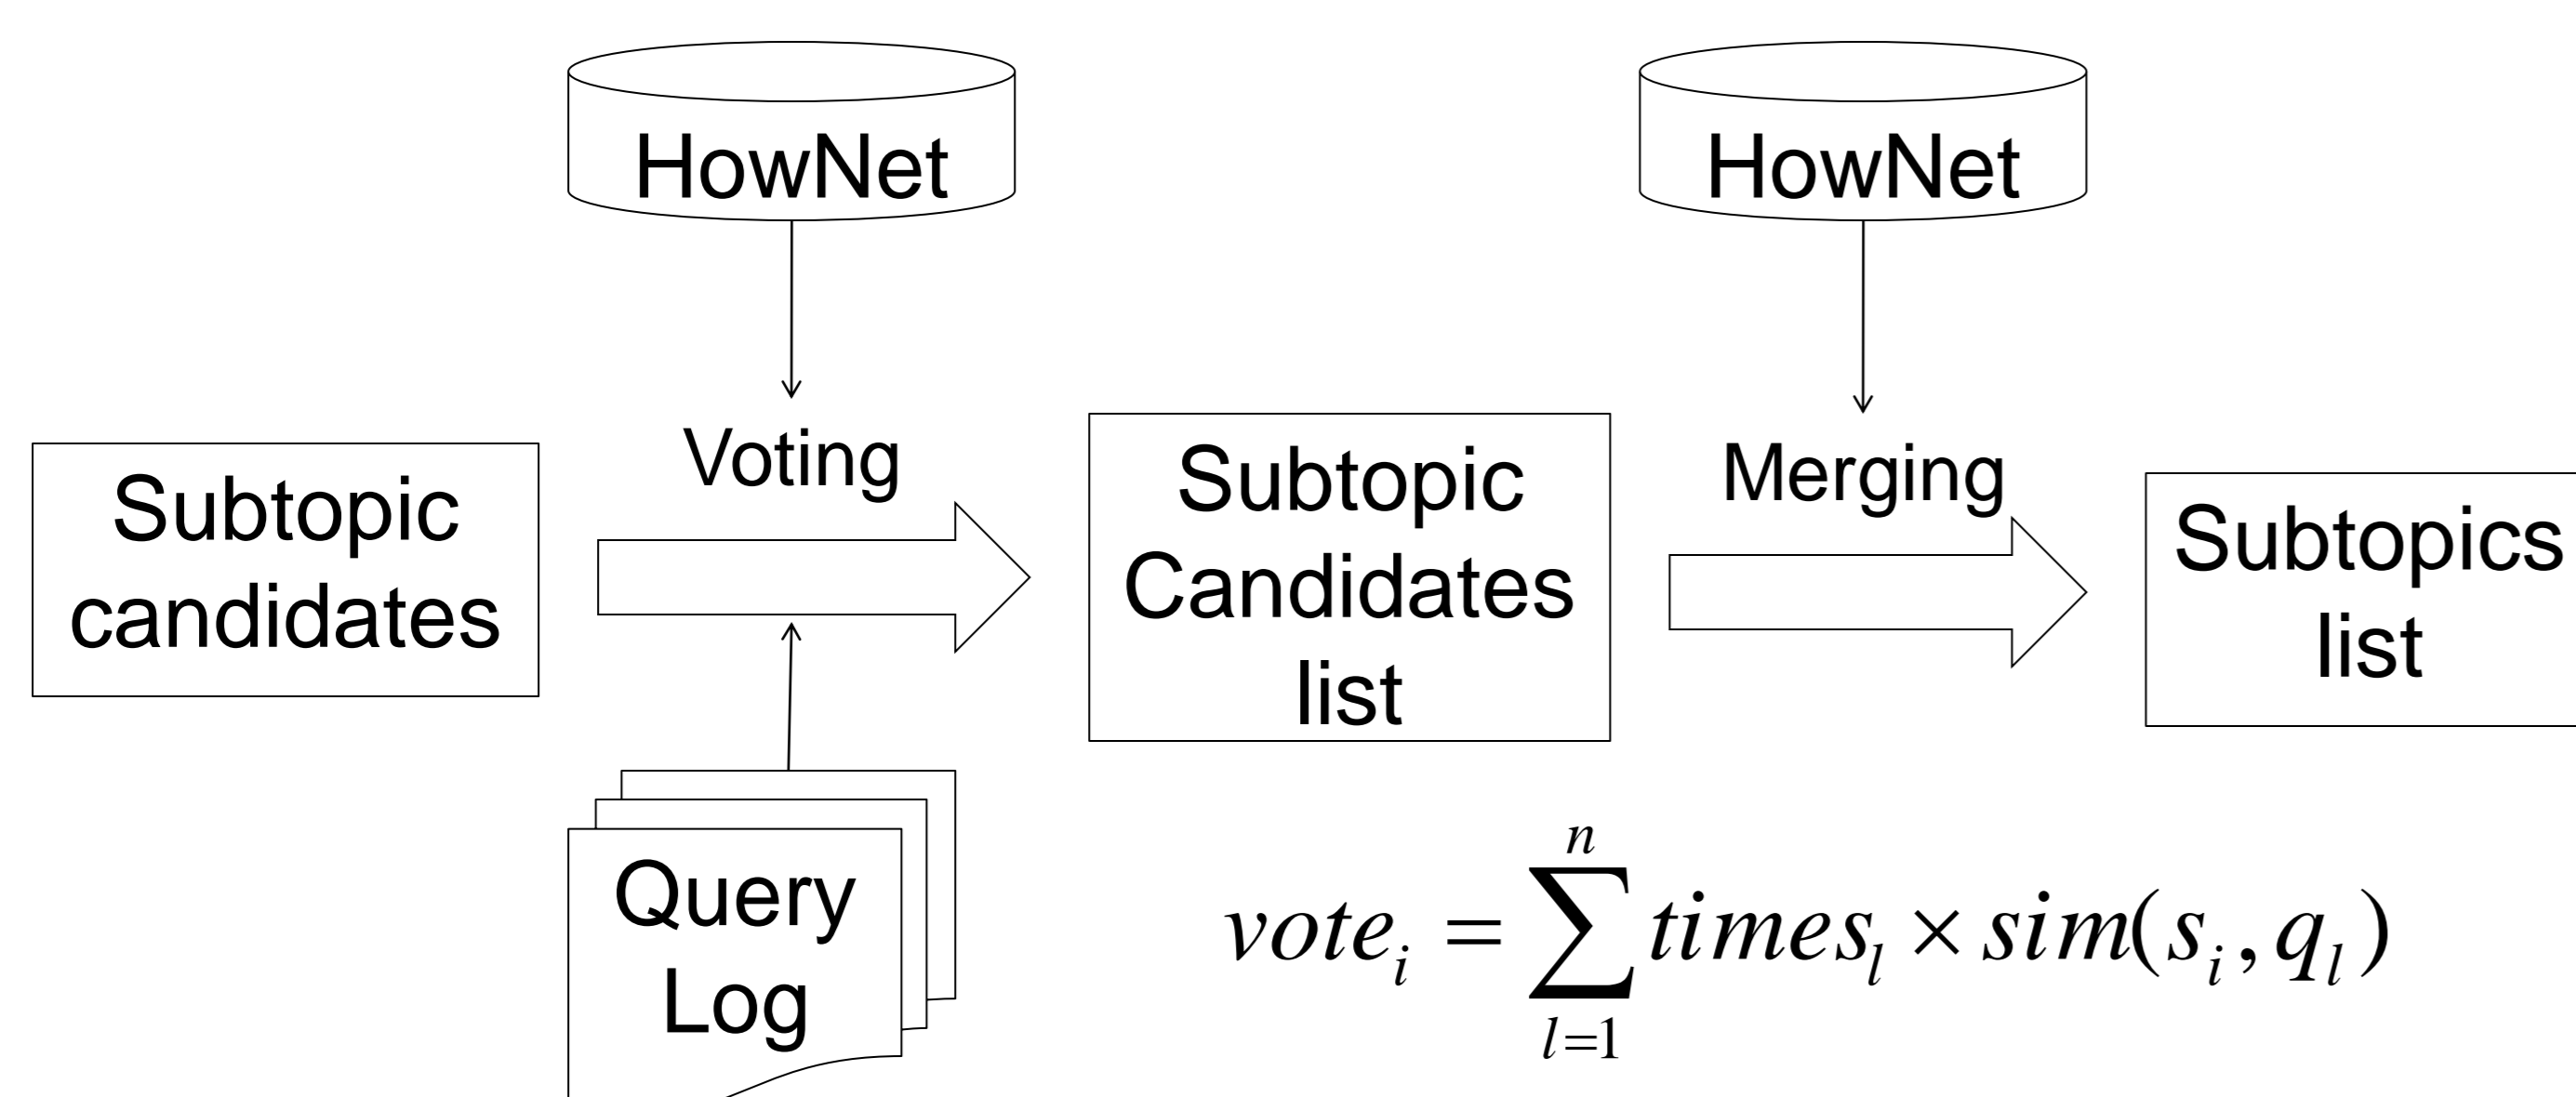 HowNet
HowNet
Voting
Merging
Subtopic
candidates
Subtopic
Candidates
list
Subtopics
list
Query
Log
vote_i = \sum_{l=1}^{n} times_l × sim(s_i, q_l)